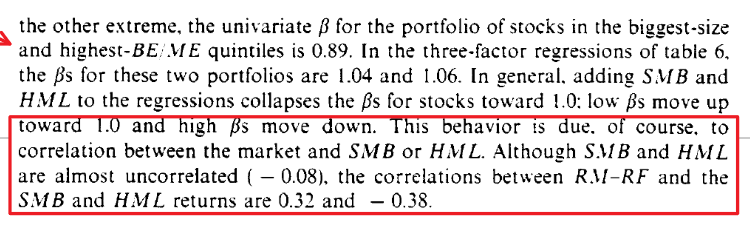 the other extreme, the univariate β for the portfolio of stocks in the biggest-size
and highest-BE/ME quintiles is 0.89. In the three-factor regressions of table 6,
the βs for these two portfolios are 1.04 and 1.06. In general, adding SMB and
HML to the regressions collapses the βs for stocks toward 1.0; low βs move up
toward 1.0 and high βs move down. This behavior is due, of course, to
correlation between the market and SMB or HML. Although SMB and HML
are almost uncorrelated ( − 0.08), the correlations between RM–RF and the
SMB and HML returns are 0.32 and − 0.38.